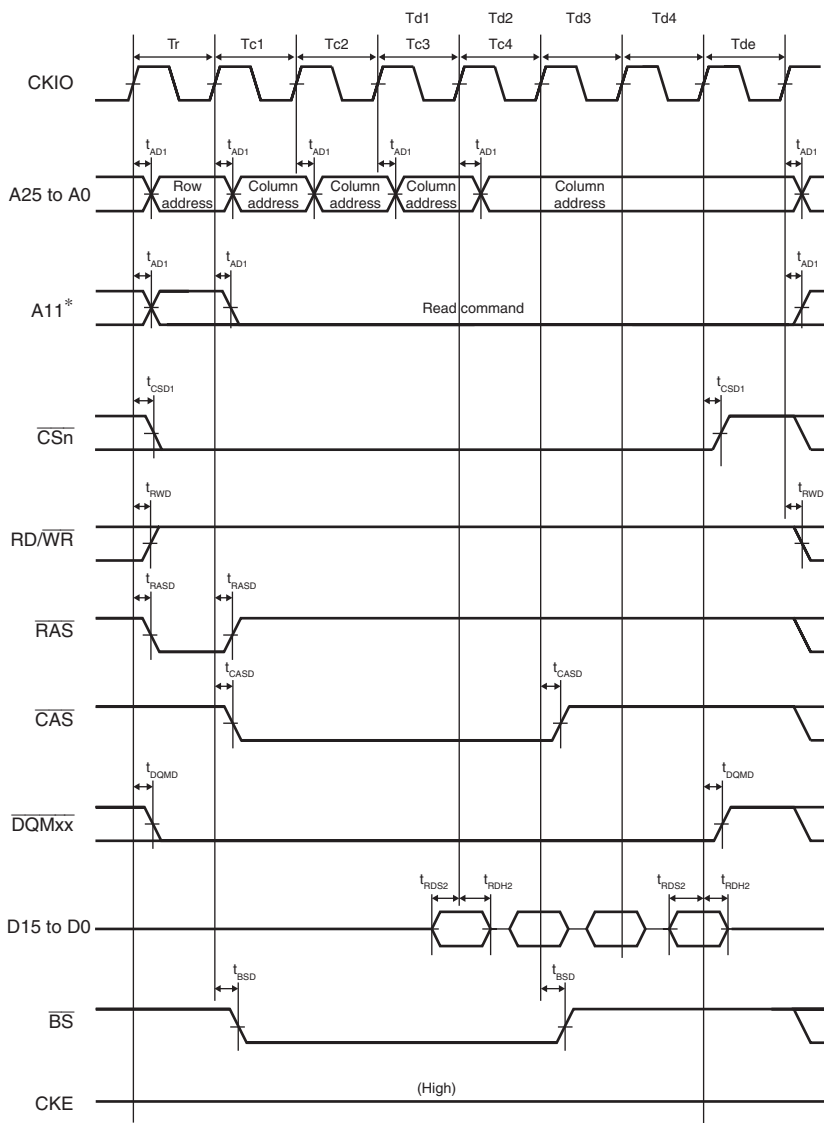 Td1 Td2 Td3 Td4
Tr Tc1 Tc2 Tc3 Tc4 Tde
CKIO
tAD1 tAD1 tAD1 tAD1 tAD1 tAD1
A25 to A0
Row address
Column address
Column address
Column address
Column address
tAD1 tAD1 tAD1
A11*
Read command
tCSD1 tCSD1
CSn
tRWD tRWD
RD/WR
tRASD tRASD
RAS
tCASD tCASD
CAS
tDQMD tDQMD
DQMxx
tRDS2 tRDH2 tRDS2 tRDH2
D15 to D0
tBSD tBSD
BS
(High)
CKE